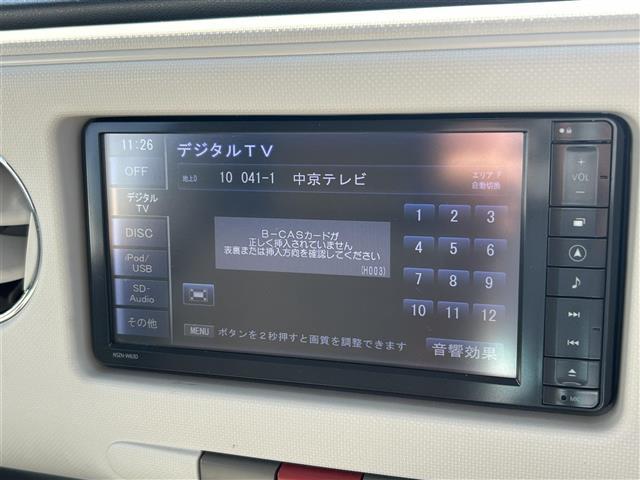 11:26
デジタルTV
OFF
地上D 10 041-1 中京テレビ
エリア
自動切換
デジタル
TV
DISC
iPod/
USB
SD-
Audio
その他
B-CASカードが
正しく挿入されていません
表裏または挿入方向を確認してください
(H003)
1 2 3
4 5 6
7 8 9
10 11 12
MENU ボタンを2秒押すと画質を調整できます
音響効果
NSZN-W63D
+
VOL
−
MIC